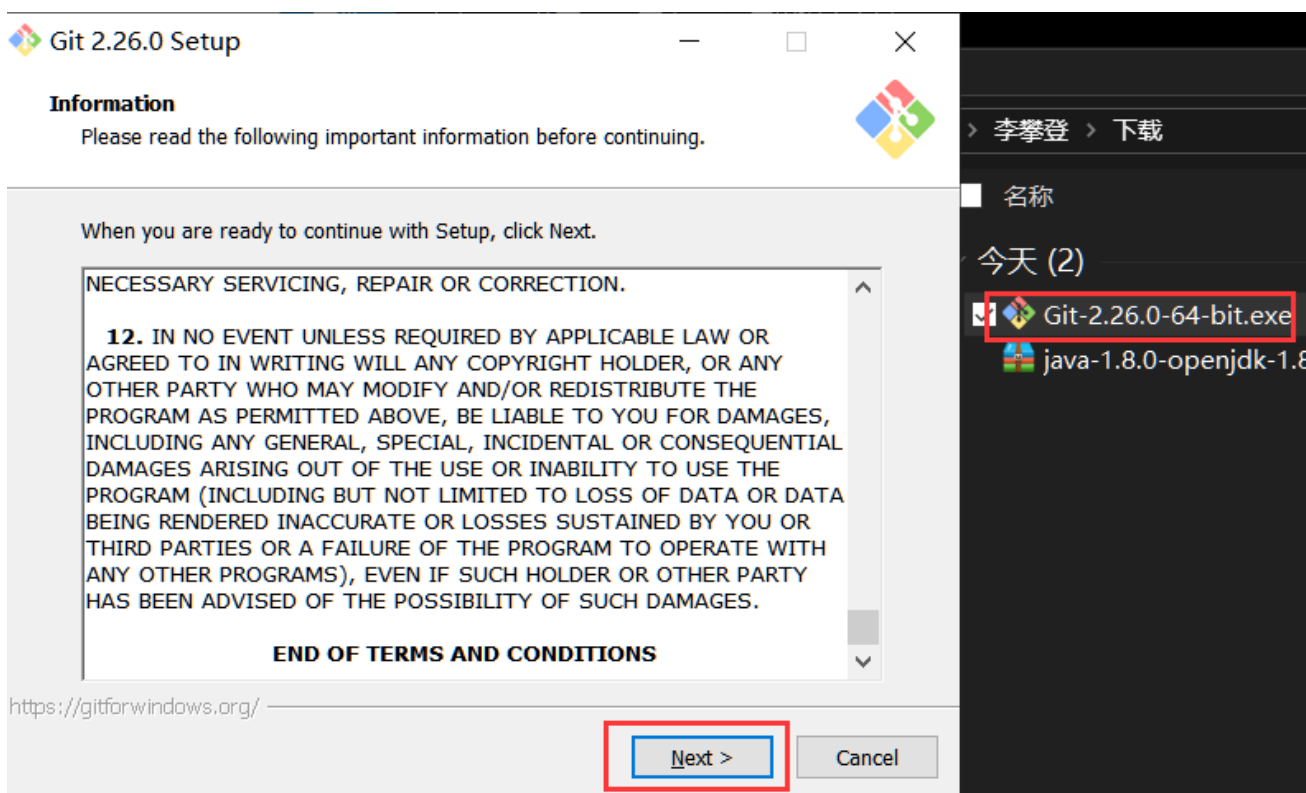 Git 2.26.0 Setup
Information
Please read the following important information before continuing.
When you are ready to continue with Setup, click Next.
NECESSARY SERVICING, REPAIR OR CORRECTION.
12. IN NO EVENT UNLESS REQUIRED BY APPLICABLE LAW OR
AGREED TO IN WRITING WILL ANY COPYRIGHT HOLDER, OR ANY
OTHER PARTY WHO MAY MODIFY AND/OR REDISTRIBUTE THE
PROGRAM AS PERMITTED ABOVE, BE LIABLE TO YOU FOR DAMAGES,
INCLUDING ANY GENERAL, SPECIAL, INCIDENTAL OR CONSEQUENTIAL
DAMAGES ARISING OUT OF THE USE OR INABILITY TO USE THE
PROGRAM (INCLUDING BUT NOT LIMITED TO LOSS OF DATA OR DATA
BEING RENDERED INACCURATE OR LOSSES SUSTAINED BY YOU OR
THIRD PARTIES OR A FAILURE OF THE PROGRAM TO OPERATE WITH
ANY OTHER PROGRAMS), EVEN IF SUCH HOLDER OR OTHER PARTY
HAS BEEN ADVISED OF THE POSSIBILITY OF SUCH DAMAGES.
END OF TERMS AND CONDITIONS
https://gitforwindows.org/
Next >
Cancel
> 李攀登 > 下载
名称
今天 (2)
Git-2.26.0-64-bit.exe
java-1.8.0-openjdk-1.8